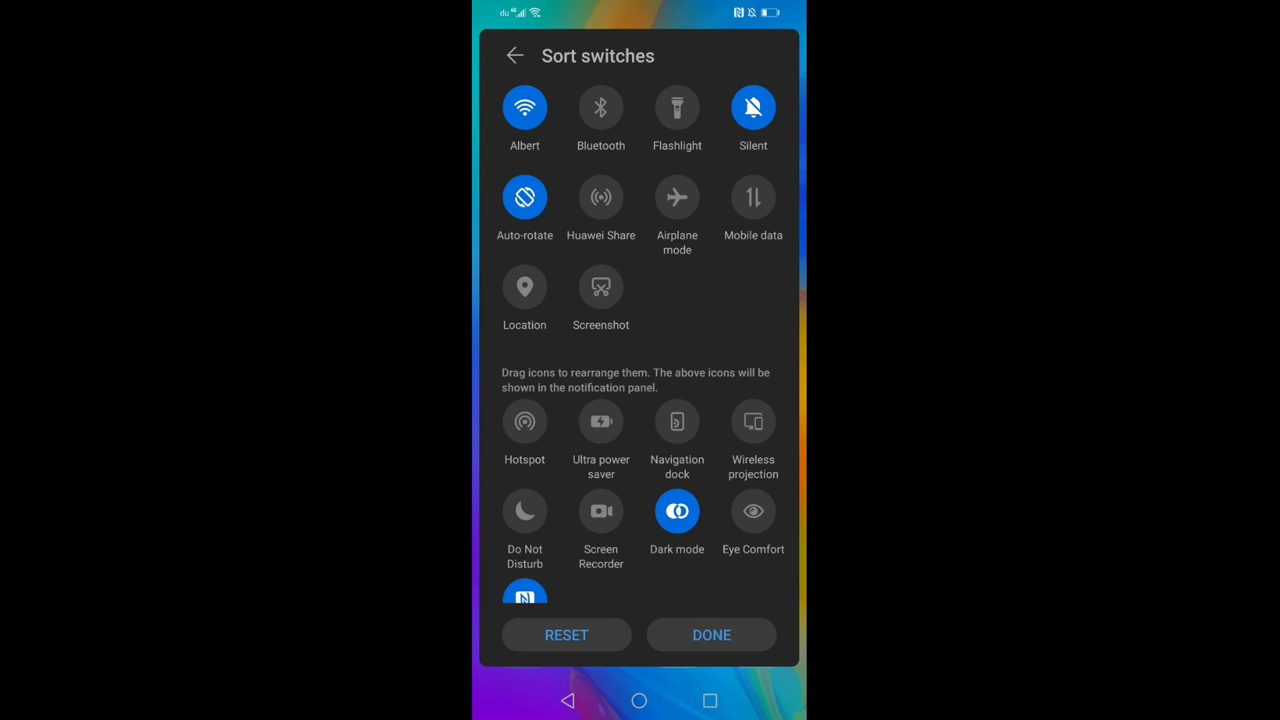 du
Sort switches
Albert Bluetooth Flashlight Silent
Auto-rotate Huawei Share Airplane mode Mobile data
Location Screenshot
Drag icons to rearrange them. The above icons will be
shown in the notification panel.
Hotspot Ultra power saver Navigation dock Wireless projection
Do Not Disturb Screen Recorder Dark mode Eye Comfort
RESET DONE